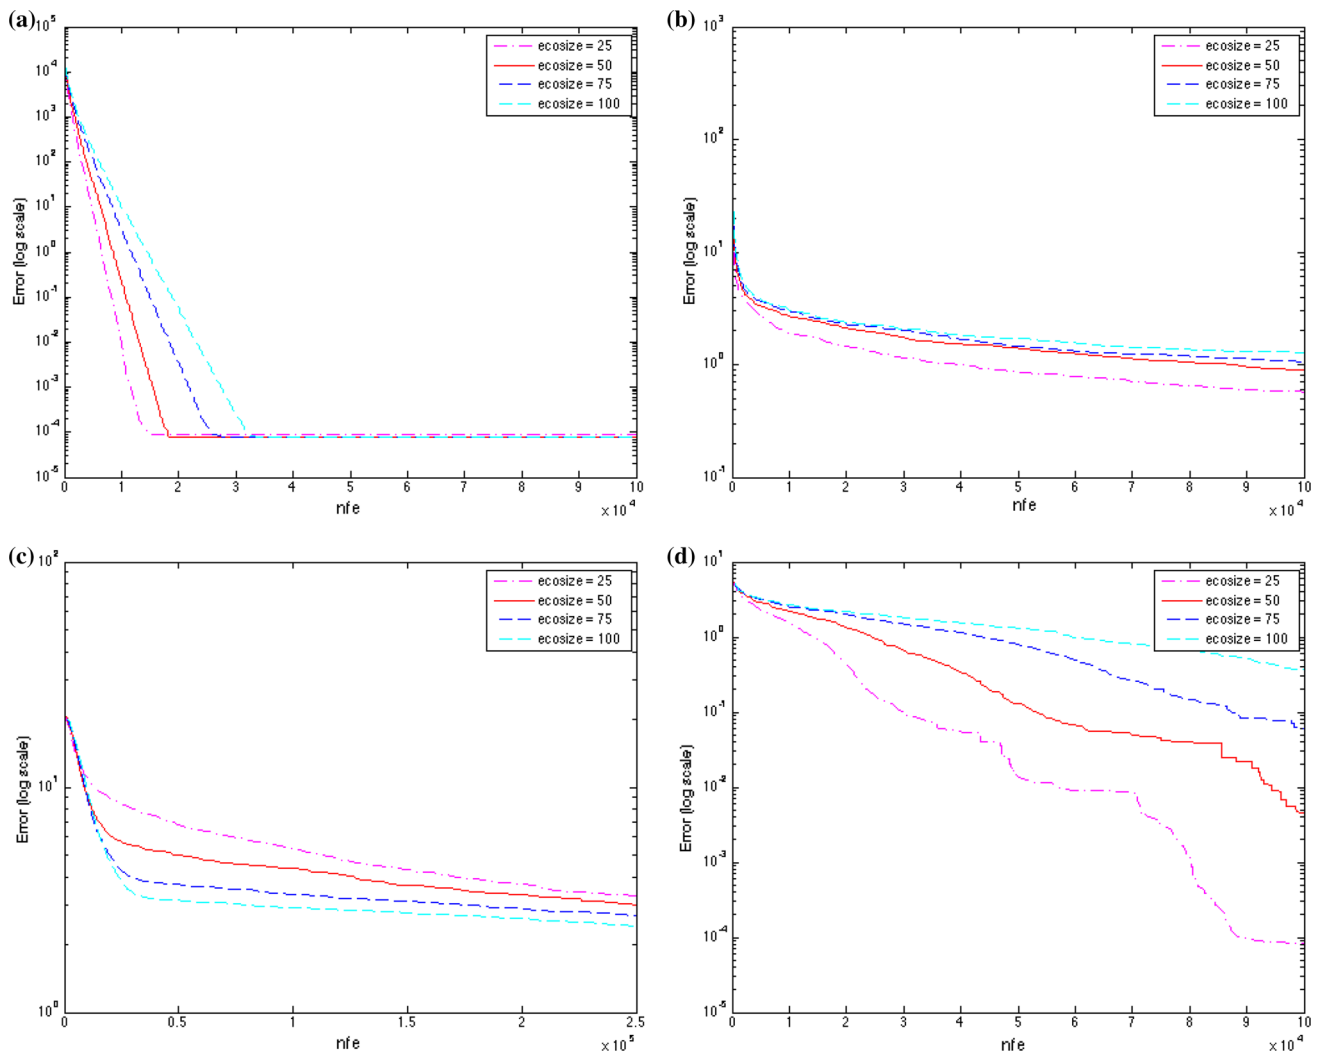 (a)
10^5
10^4
10^3
10^2
10^1
10^0
10^-1
10^-2
10^-3
10^-4
10^-5
Error (log scale)
ecosize = 25
ecosize = 50
ecosize = 75
ecosize = 100
0 1 2 3 4 5 6 7 8 9 10
nfe
x 10^4
(b)
10^3
10^2
10^1
10^0
10^-1
Error (log scale)
ecosize = 25
ecosize = 50
ecosize = 75
ecosize = 100
0 1 2 3 4 5 6 7 8 9 10
nfe
x 10^4
(c)
10^2
10^1
10^0
Error (log scale)
ecosize = 25
ecosize = 50
ecosize = 75
ecosize = 100
0 0.5 1 1.5 2 2.5
nfe
x 10^5
(d)
10^1
10^0
10^-1
10^-2
10^-3
10^-4
10^-5
Error (log scale)
ecosize = 25
ecosize = 50
ecosize = 75
ecosize = 100
0 1 2 3 4 5 6 7 8 9 10
nfe
x 10^4